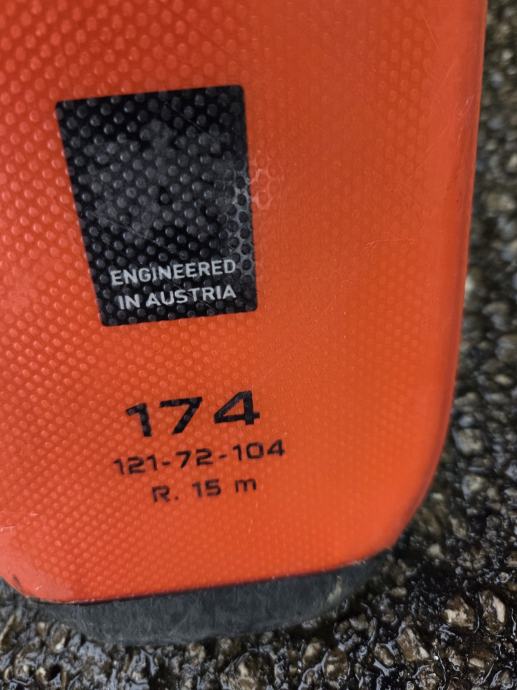 ENGINEERED
IN AUSTRIA
174
121-72-104
R. 15 m